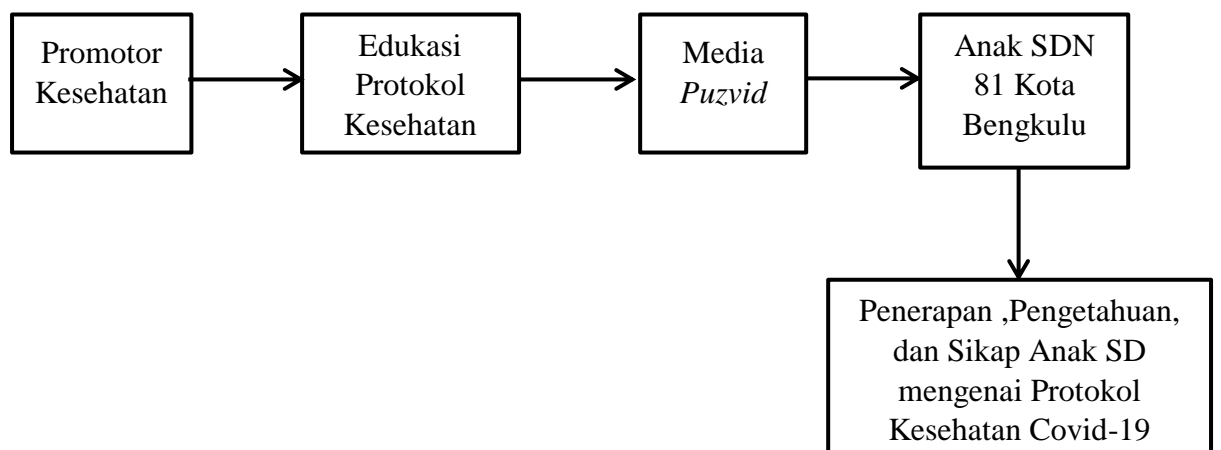 Promotor
Kesehatan
Edukasi
Protokol
Kesehatan
Media
Puzvid
Anak SDN
81 Kota
Bengkulu
Penerapan ,Pengetahuan,
dan Sikap Anak SD
mengenai Protokol
Kesehatan Covid-19